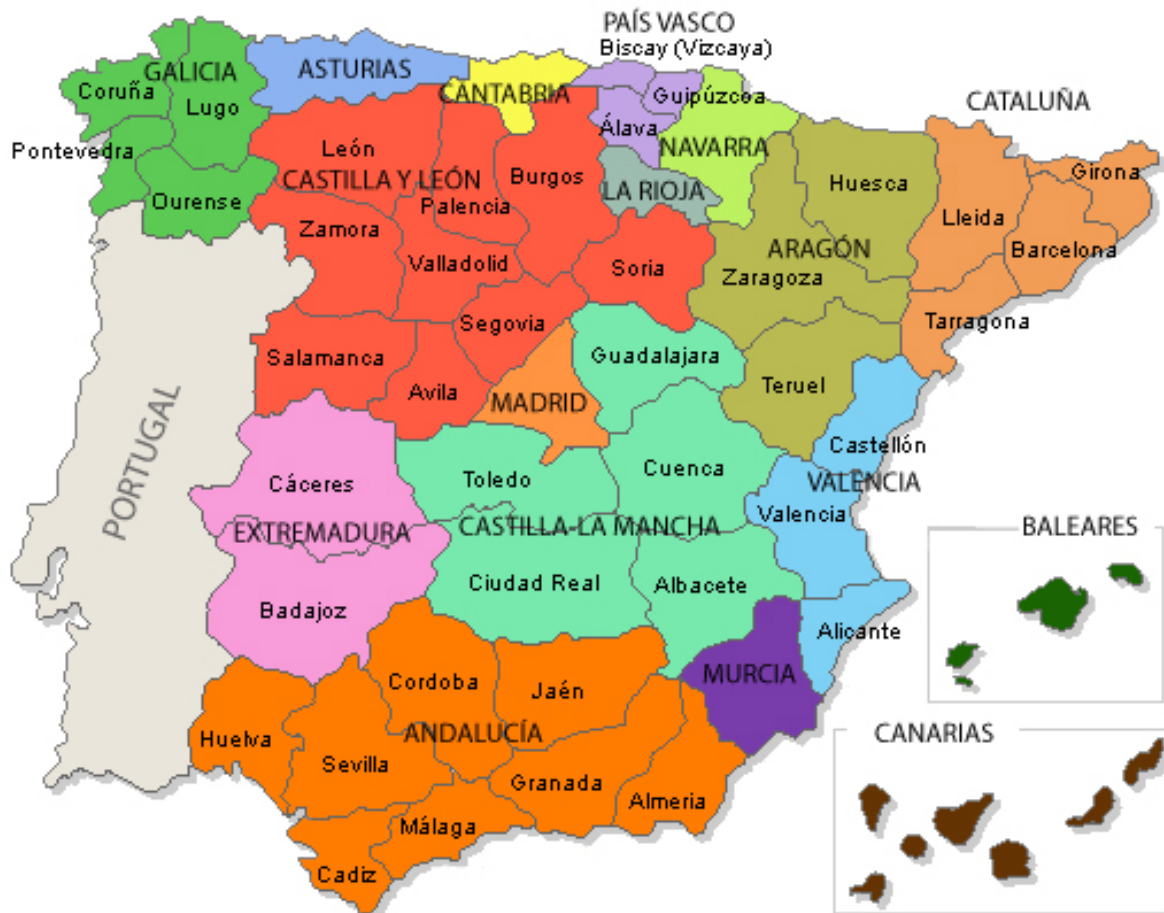 PAÍS VASCO
Biscay (Vizcaya)
GALICIA
ASTURIAS
CANTABRIA
Coruña
Lugo
Guipúzcoa
CATALUÑA
Álava
NAVARRA
Pontevedra
León
CASTILLA Y LEÓN
Burgos
Girona
Huesca
LA RIOJA
Ourense
Palencia
Zamora
Lleida
ARAGÓN
Barcelona
Valladolid
Soria
Zaragoza
Segovia
Tarragona
Salamanca
Guadalajara
Avila
MADRID
Teruel
PORTUGAL
Castellón
Cáceres
Toledo
Cuenca
VALENCIA
Valencia
EXTREMADURA
CASTILLA-LA MANCHA
BALEARES
Badajoz
Ciudad Real
Albacete
Alicante
MURCIA
Cordoba
Jaén
ANDALUCÍA
Huelva
Sevilla
Granada
Almeria
CANARIAS
Málaga
Cadiz